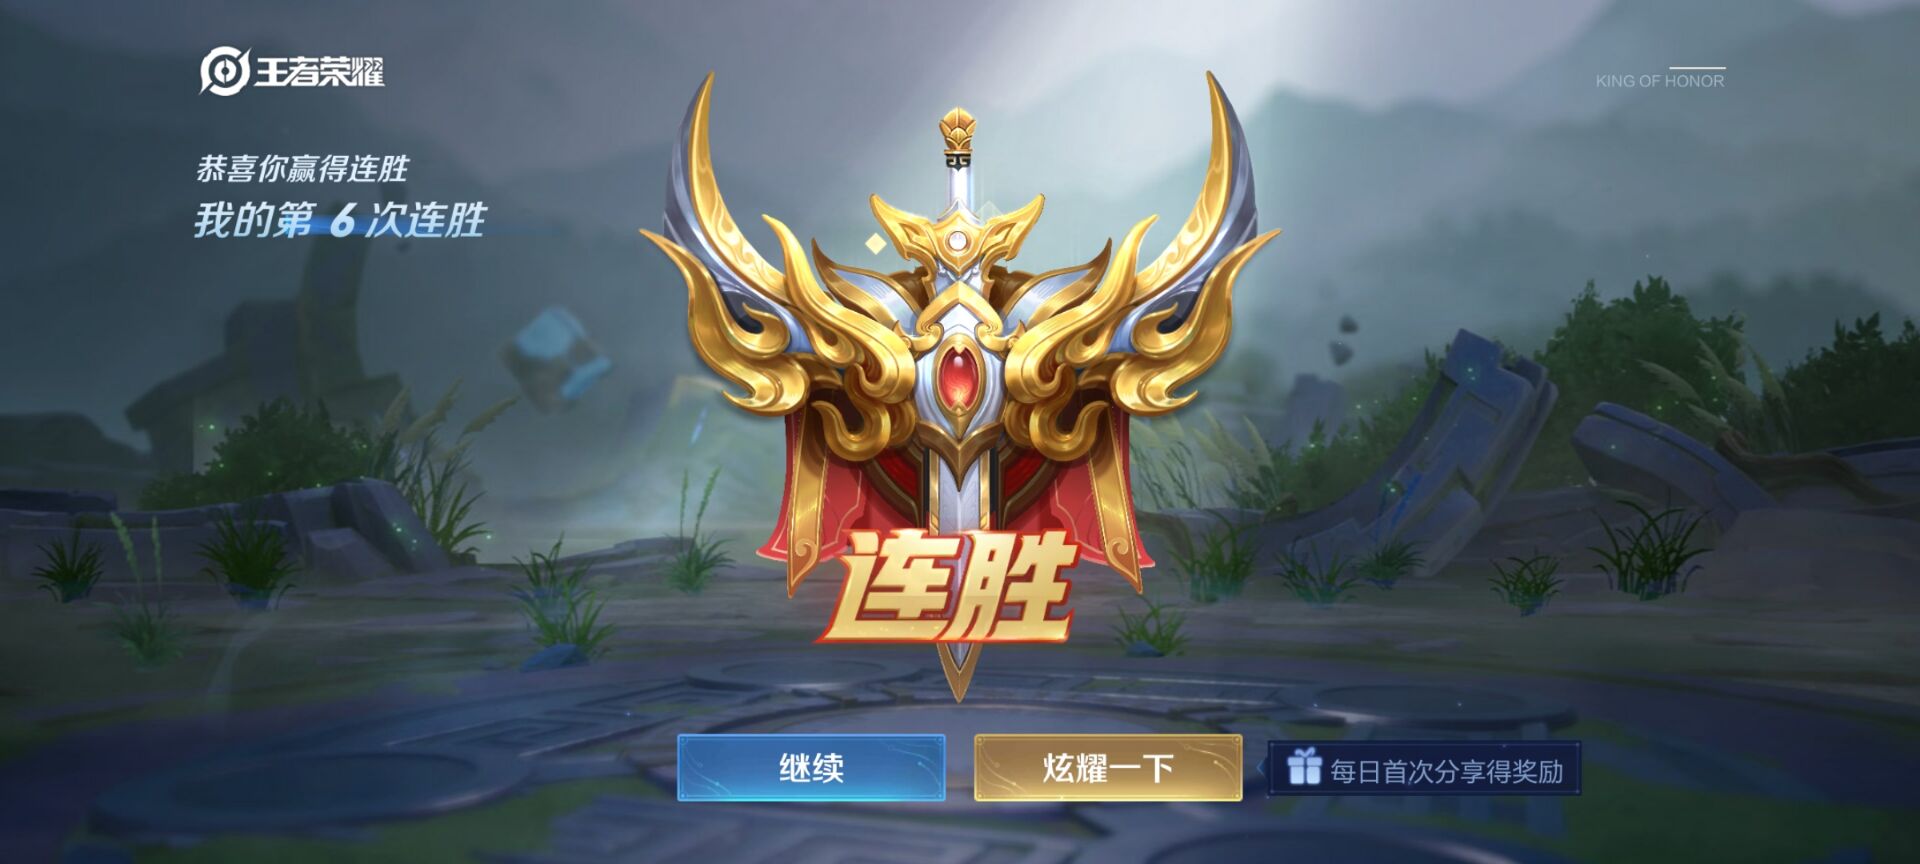 王者荣耀
KING OF HONOR
恭喜你赢得连胜
我的第 6 次连胜
连胜
继续
炫耀一下
每日首次分享得奖励